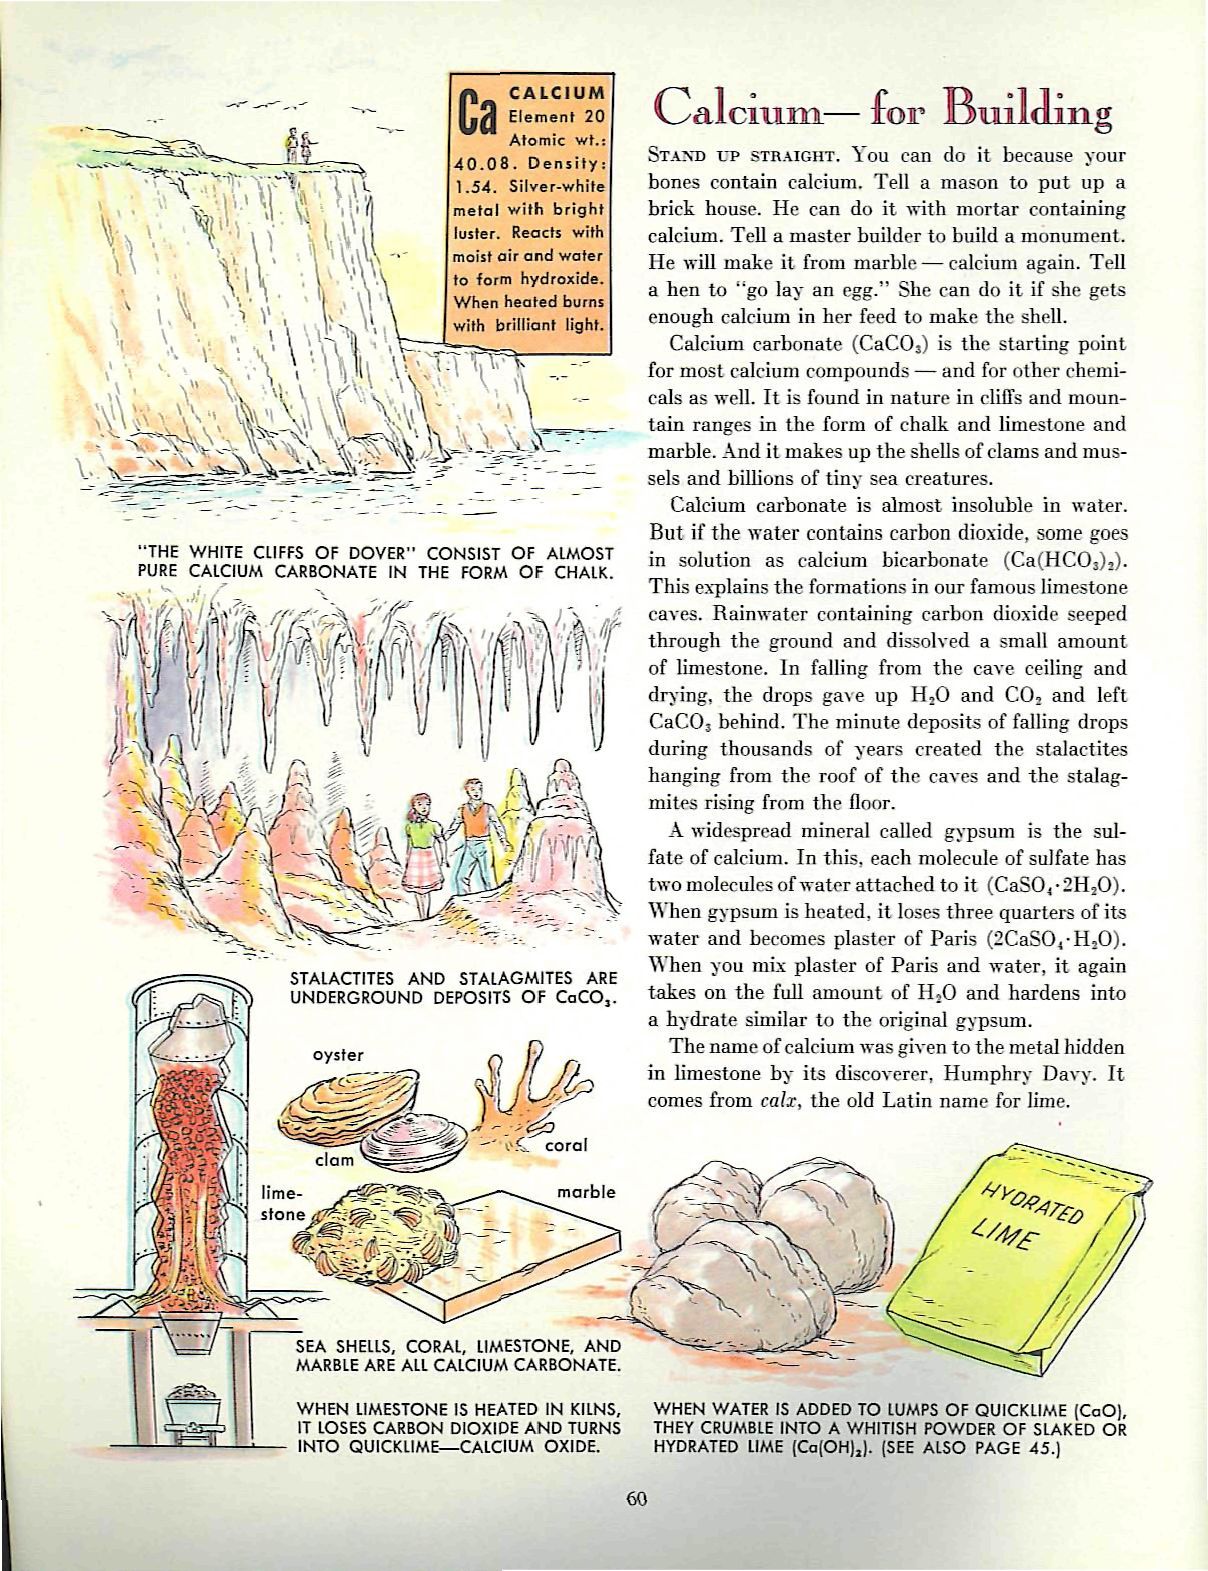 Ca CALCIUM
Element 20
Atomic wt.:
40.08. Density:
1.54. Silver-white
metal with bright
luster. Reacts with
moist air and water
to form hydroxide.
When heated burns
with brilliant light.
"THE WHITE CLIFFS OF DOVER" CONSIST OF ALMOST
PURE CALCIUM CARBONATE IN THE FORM OF CHALK.
STALACTITES AND STALAGMITES ARE
UNDERGROUND DEPOSITS OF CaCO₃.
oyster
coral
clam
lime-
stone
marble
SEA SHELLS, CORAL, LIMESTONE, AND
MARBLE ARE ALL CALCIUM CARBONATE.
WHEN LIMESTONE IS HEATED IN KILNS,
IT LOSES CARBON DIOXIDE AND TURNS
INTO QUICKLIME—CALCIUM OXIDE.
Calcium—for Building
STAND UP STRAIGHT. You can do it because your
bones contain calcium. Tell a mason to put up a
brick house. He can do it with mortar containing
calcium. Tell a master builder to build a monument.
He will make it from marble — calcium again. Tell
a hen to "go lay an egg." She can do it if she gets
enough calcium in her feed to make the shell.
Calcium carbonate (CaCO₃) is the starting point
for most calcium compounds — and for other chemi-
cals as well. It is found in nature in cliffs and moun-
tain ranges in the form of chalk and limestone and
marble. And it makes up the shells of clams and mus-
sels and billions of tiny sea creatures.
Calcium carbonate is almost insoluble in water.
But if the water contains carbon dioxide, some goes
in solution as calcium bicarbonate (Ca(HCO₃)₂).
This explains the formations in our famous limestone
caves. Rainwater containing carbon dioxide seeped
through the ground and dissolved a small amount
of limestone. In falling from the cave ceiling and
drying, the drops gave up H₂O and CO₂ and left
CaCO₃ behind. The minute deposits of falling drops
during thousands of years created the stalactites
hanging from the roof of the caves and the stalag-
mites rising from the floor.
A widespread mineral called gypsum is the sul-
fate of calcium. In this, each molecule of sulfate has
two molecules of water attached to it (CaSO₄·2H₂O).
When gypsum is heated, it loses three quarters of its
water and becomes plaster of Paris (2CaSO₄·H₂O).
When you mix plaster of Paris and water, it again
takes on the full amount of H₂O and hardens into
a hydrate similar to the original gypsum.
The name of calcium was given to the metal hidden
in limestone by its discoverer, Humphry Davy. It
comes from calx, the old Latin name for lime.
HYDRATED
LIME
WHEN WATER IS ADDED TO LUMPS OF QUICKLIME (CaO),
THEY CRUMBLE INTO A WHITISH POWDER OF SLAKED OR
HYDRATED LIME (Ca(OH)₂). (SEE ALSO PAGE 45.)
60